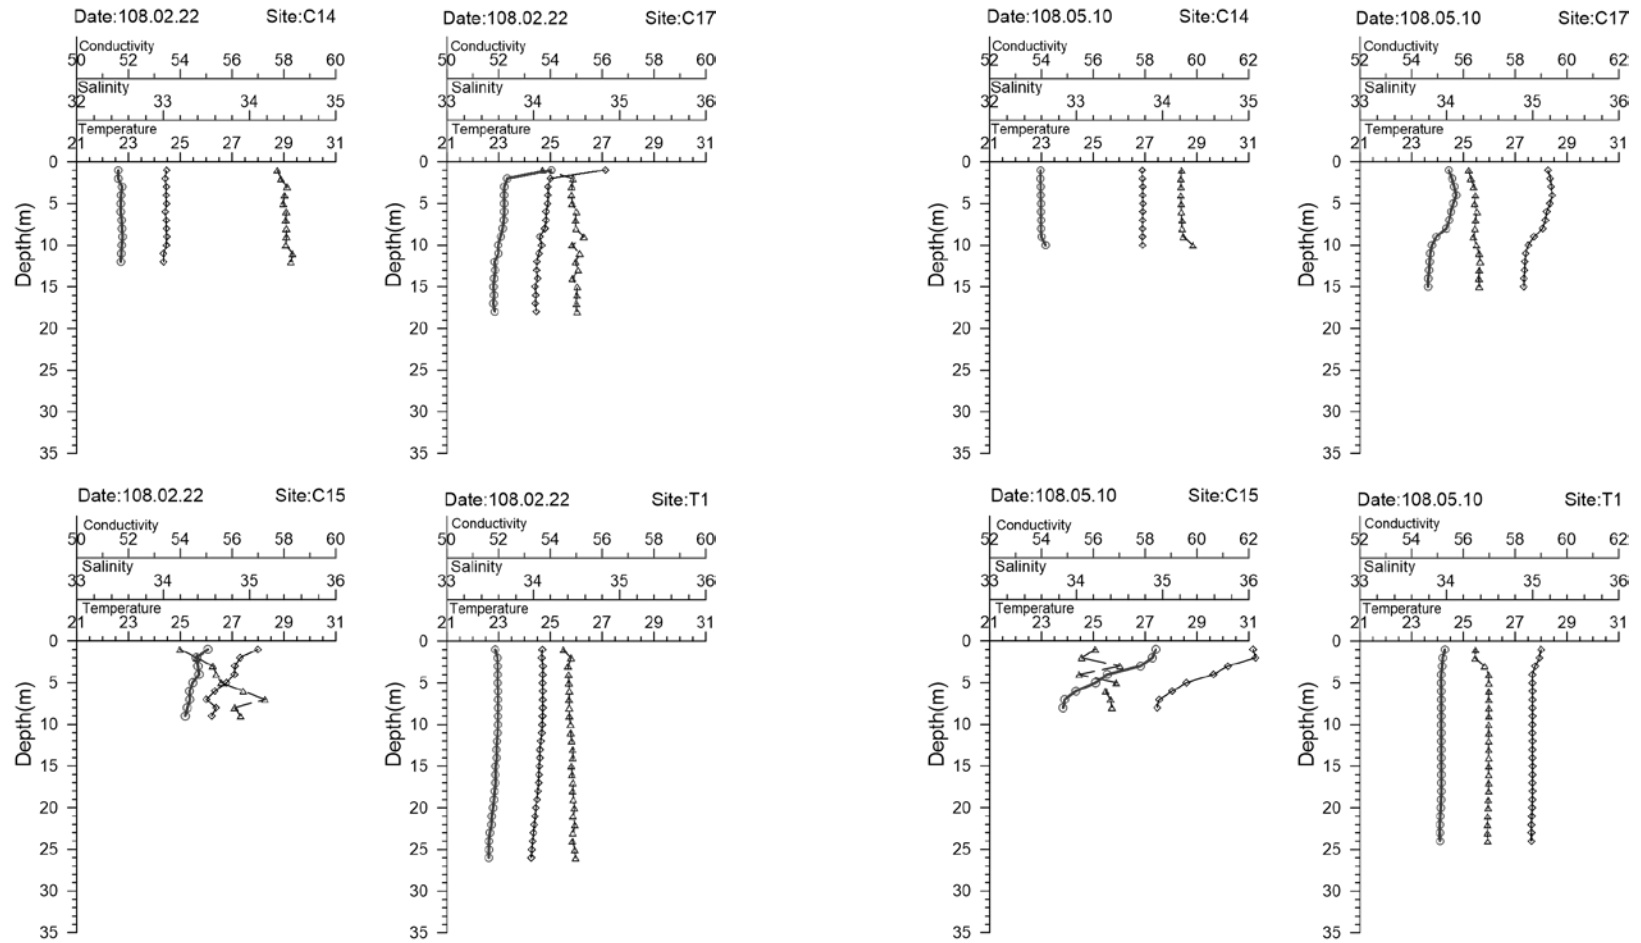 Date:108.02.22 Site:C14
Conductivity
50 52 54 56 58 60
Salinity
32 33 34 35
Temperature
21 23 25 27 29 31
Depth(m)
0
5
10
15
20
25
30
35
Date:108.02.22 Site:C17
Conductivity
50 52 54 56 58 60
Salinity
33 34 35 36
Temperature
21 23 25 27 29 31
Depth(m)
0
5
10
15
20
25
30
35
Date:108.05.10 Site:C14
Conductivity
52 54 56 58 60 62
Salinity
32 33 34 35
Temperature
21 23 25 27 29 31
Depth(m)
0
5
10
15
20
25
30
35
Date:108.05.10 Site:C17
Conductivity
52 54 56 58 60 62
Salinity
33 34 35 36
Temperature
21 23 25 27 29 31
Depth(m)
0
5
10
15
20
25
30
35
Date:108.02.22 Site:C15
Conductivity
50 52 54 56 58 60
Salinity
33 34 35 36
Temperature
21 23 25 27 29 31
Depth(m)
0
5
10
15
20
25
30
35
Date:108.02.22 Site:T1
Conductivity
50 52 54 56 58 60
Salinity
33 34 35 36
Temperature
21 23 25 27 29 31
Depth(m)
0
5
10
15
20
25
30
35
Date:108.05.10 Site:C15
Conductivity
52 54 56 58 60 62
Salinity
33 34 35 36
Temperature
21 23 25 27 29 31
Depth(m)
0
5
10
15
20
25
30
35
Date:108.05.10 Site:T1
Conductivity
52 54 56 58 60 62
Salinity
33 34 35 36
Temperature
21 23 25 27 29 31
Depth(m)
0
5
10
15
20
25
30
35